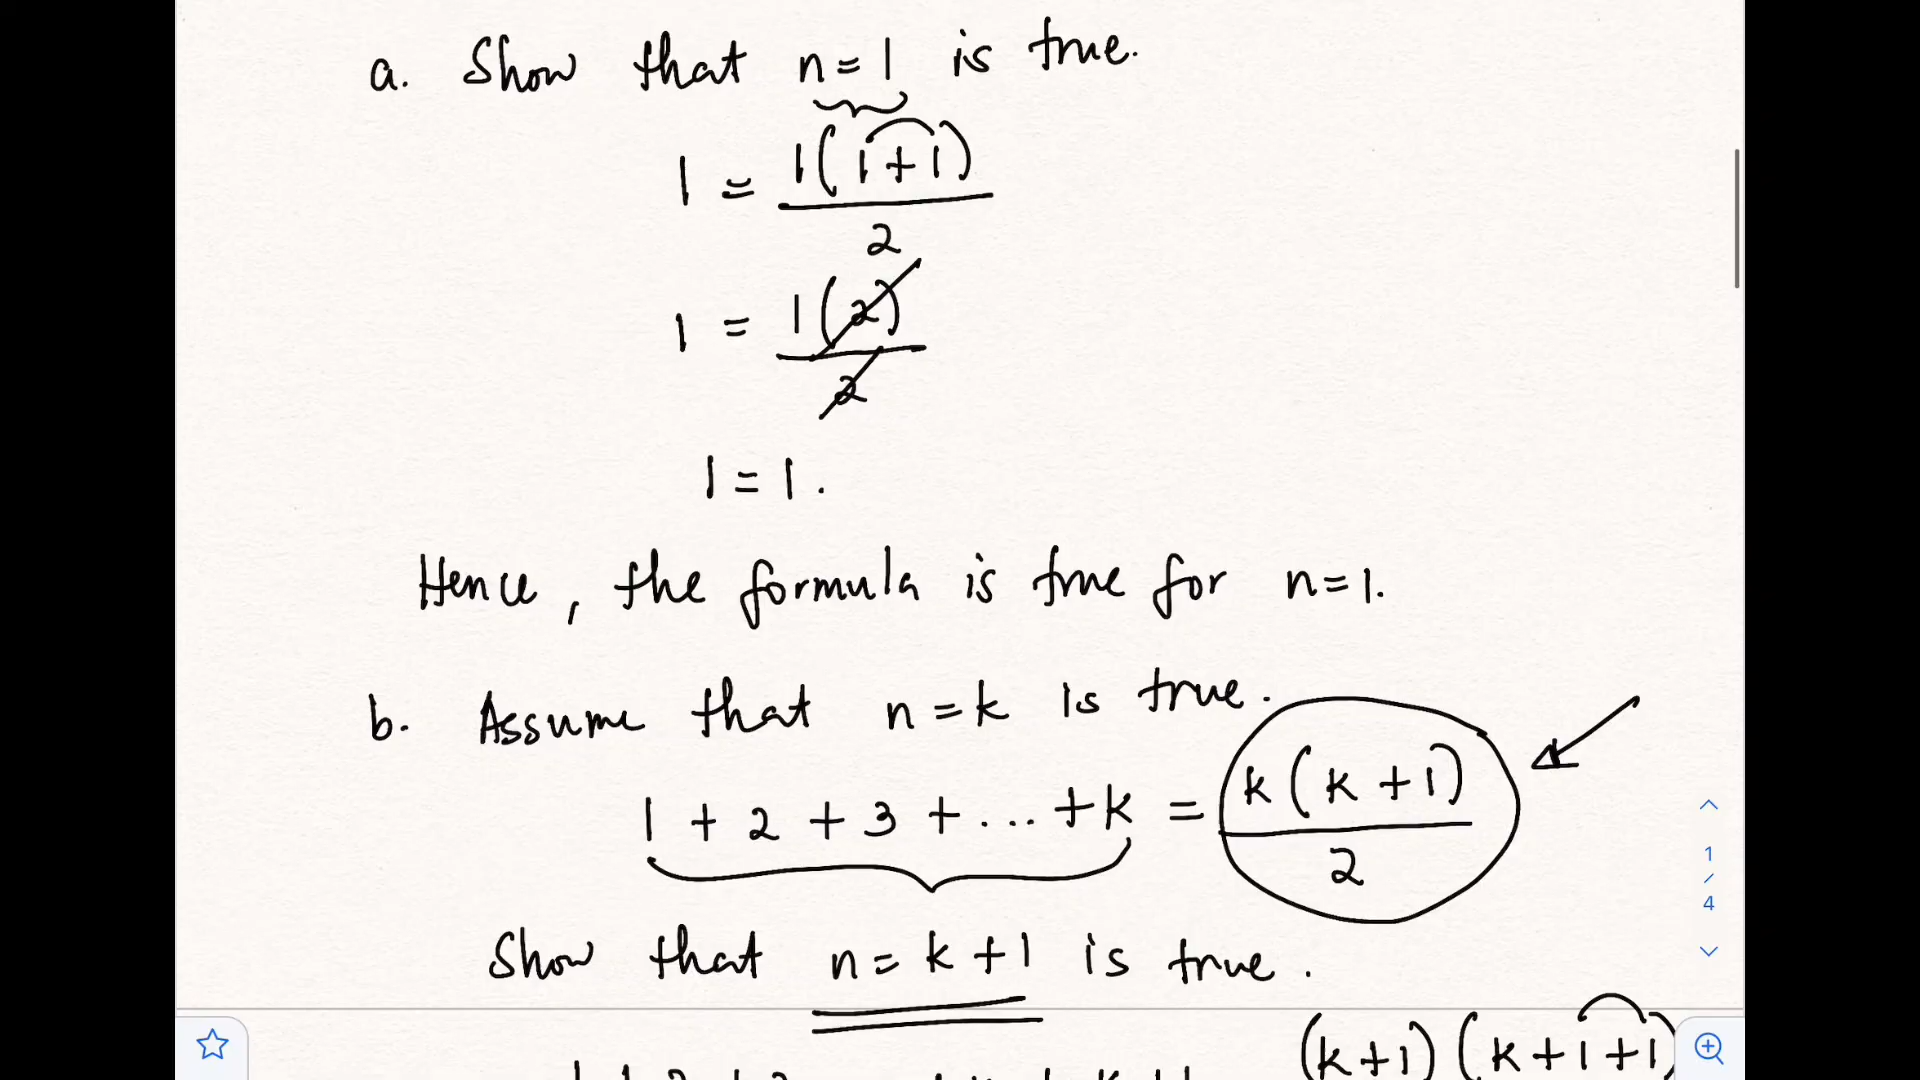 a. Show that n = 1 is true.
1 = 1(1+1)/2
1 = 1(2)/2
1 = 1.
Hence, the formula is true for n=1.
b. Assume that n = k is true.
1 + 2 + 3 + ... + k = k(k+1)/2
Show that n = k+1 is true.
(k+1)(k+1+1)
1
/
4